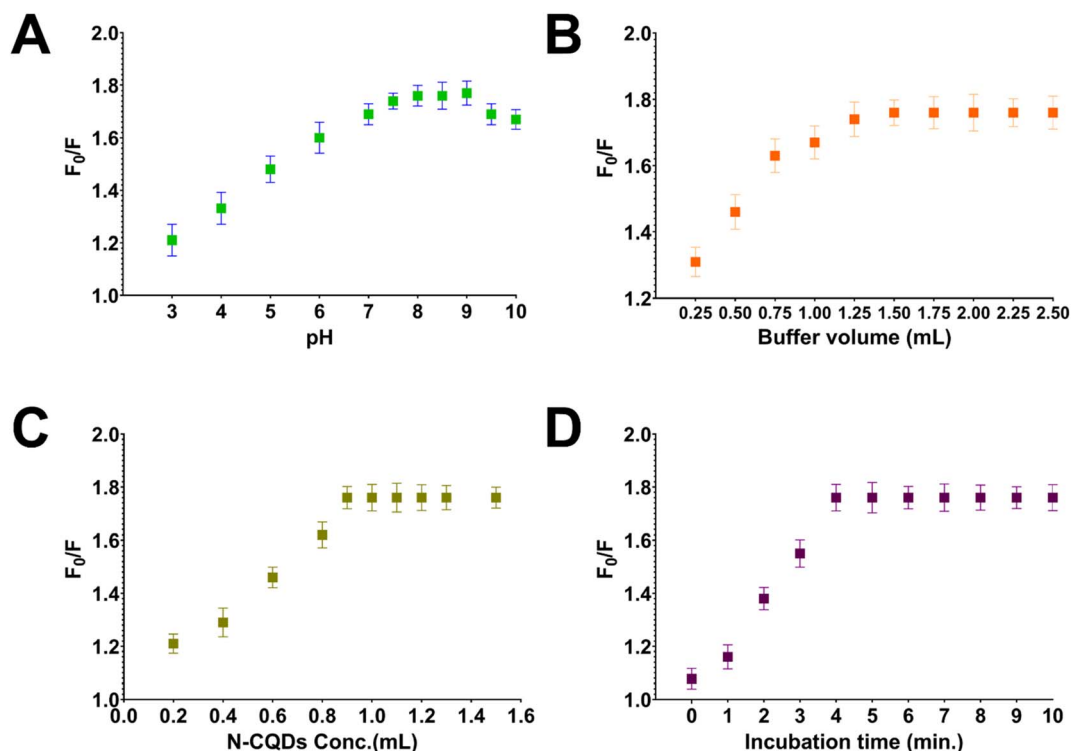 A
2.0
1.8
1.6
1.4
1.2
1.0
F0/F
3 4 5 6 7 8 9 10
pH
B
2.0
1.8
1.6
1.4
1.2
F0/F
0.25 0.50 0.75 1.00 1.25 1.50 1.75 2.00 2.25 2.50
Buffer volume (mL)
C
2.0
1.8
1.6
1.4
1.2
1.0
F0/F
0.0 0.2 0.4 0.6 0.8 1.0 1.2 1.4 1.6
N-CQDs Conc.(mL)
D
2.0
1.8
1.6
1.4
1.2
1.0
F0/F
0 1 2 3 4 5 6 7 8 9 10
Incubation time (min.)